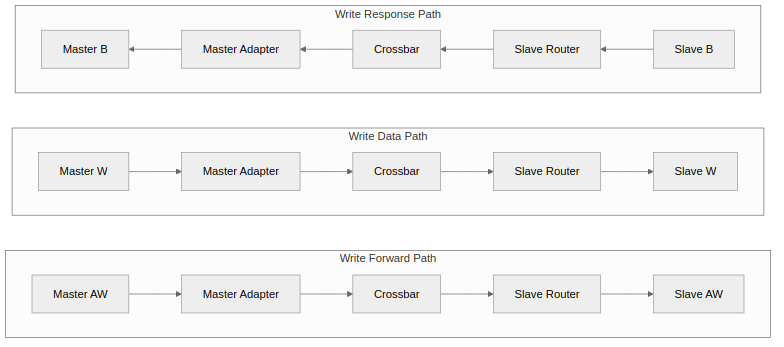 Write Response Path
Master B
Master Adapter
Crossbar
Slave Router
Slave B
Write Data Path
Master W
Master Adapter
Crossbar
Slave Router
Slave W
Write Forward Path
Master AW
Master Adapter
Crossbar
Slave Router
Slave AW